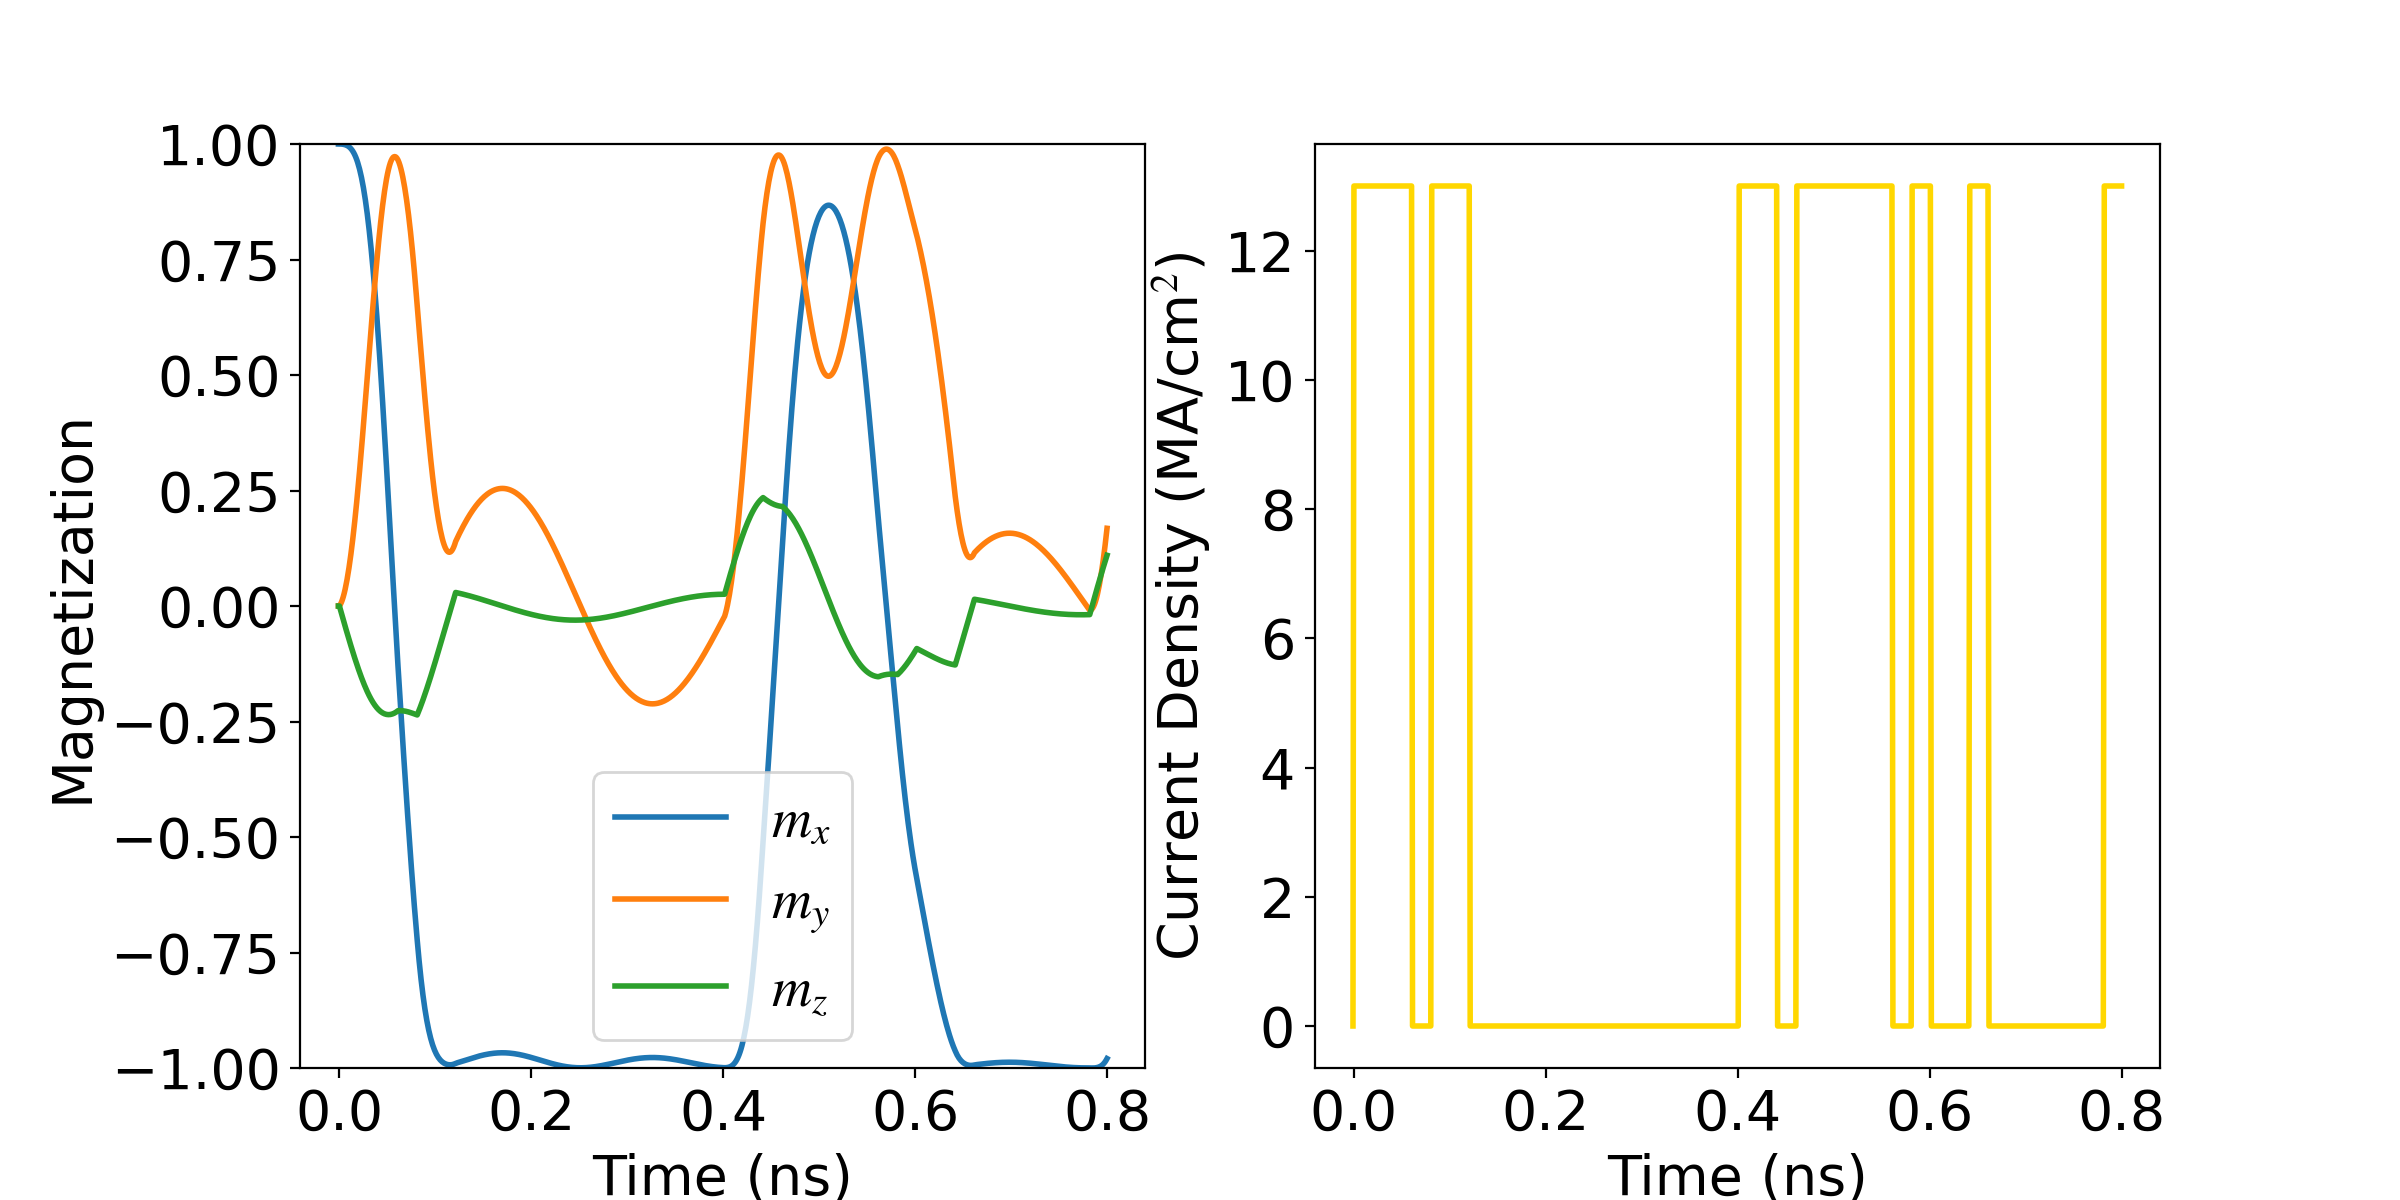 1.00
0.75
0.50
0.25
0.00
−0.25
−0.50
−0.75
−1.00
Magnetization
0.0 0.2 0.4 0.6 0.8
Time (ns)
m_x
m_y
m_z
12
10
8
6
4
2
0
Current Density (MA/cm²)
0.0 0.2 0.4 0.6 0.8
Time (ns)